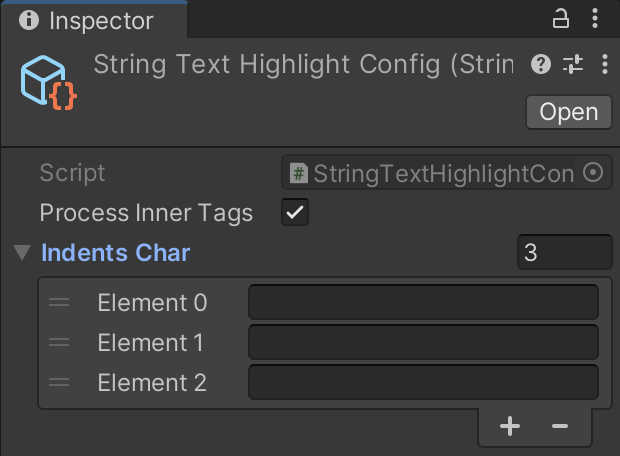 Inspector
String Text Highlight Config (Strin
Open
Script
# StringTextHighlightCon
Process Inner Tags
Indents Char 3
Element 0
Element 1
Element 2